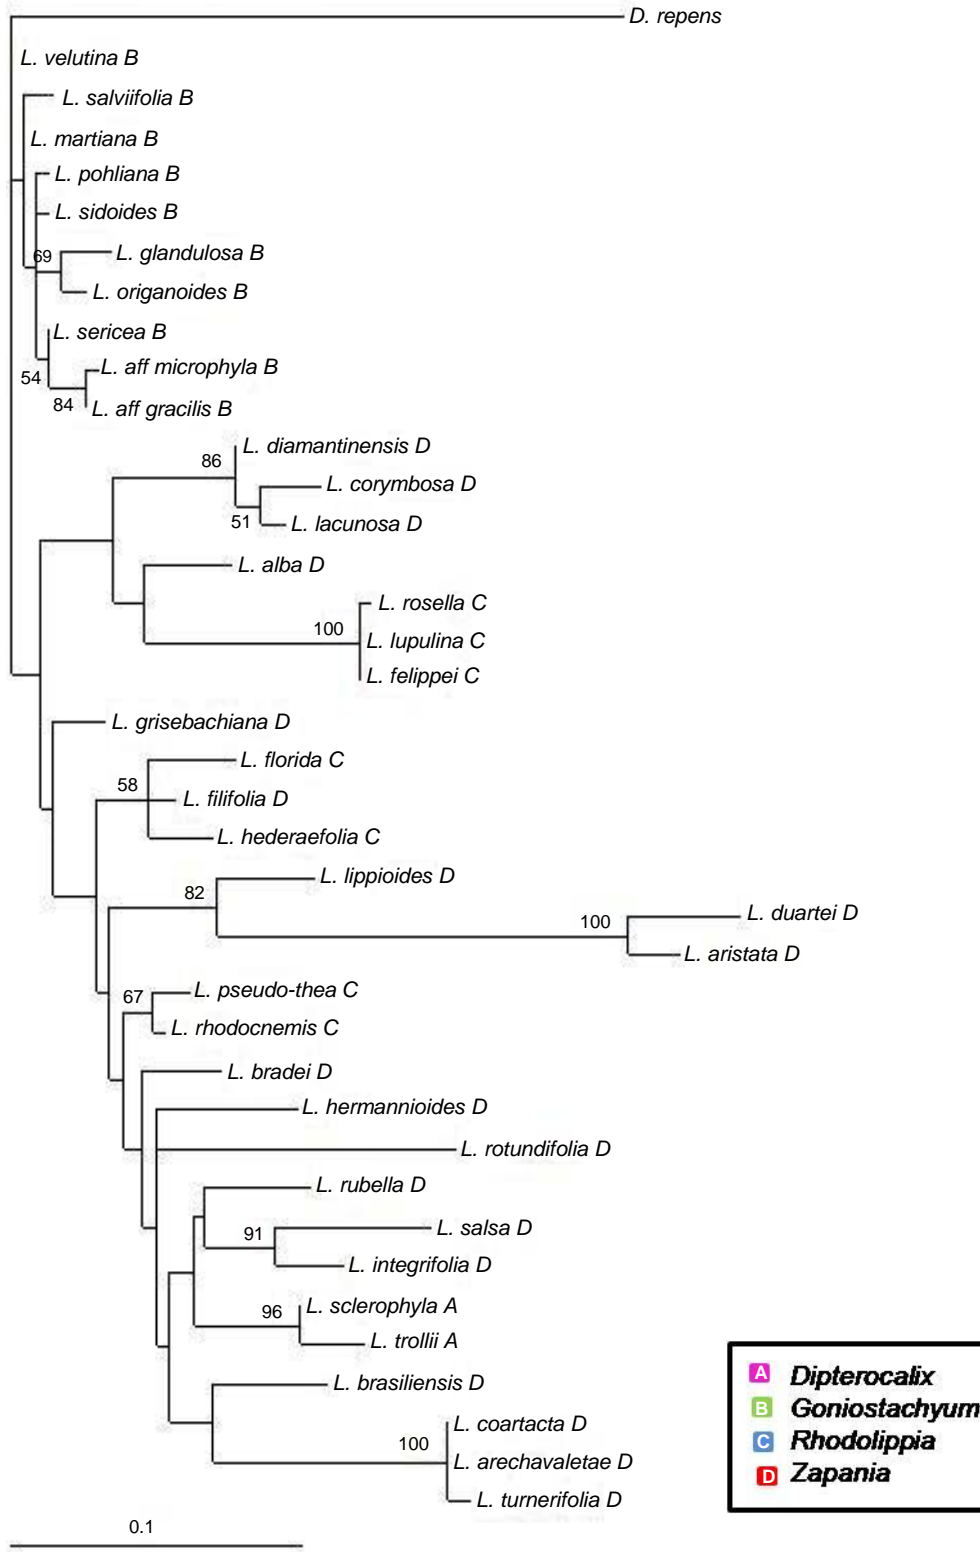 D. repens
L. velutina B
L. salviifolia B
L. martiana B
L. pohliana B
L. sidoides B
69
L. glandulosa B
L. origanoides B
L. sericea B
L. aff microphyla B
54
84
L. aff gracilis B
86
L. diamantinensis D
L. corymbosa D
51
L. lacunosa D
L. alba D
L. rosella C
100
L. lupulina C
L. felippei C
L. grisebachiana D
L. florida C
58
L. filifolia D
L. hederaefolia C
L. lippioides D
82
L. duartei D
100
L. aristata D
L. pseudo-thea C
67
L. rhodocnemis C
L. bradei D
L. hermannioides D
L. rotundifolia D
L. rubella D
L. salsa D
91
L. integrifolia D
L. sclerophyla A
96
L. trollii A
L. brasiliensis D
L. coartacta D
100
L. arechavaletae D
L. turnerifolia D
0.1
A Dipterocalix
B Goniostachyum
C Rhodolippia
D Zapania